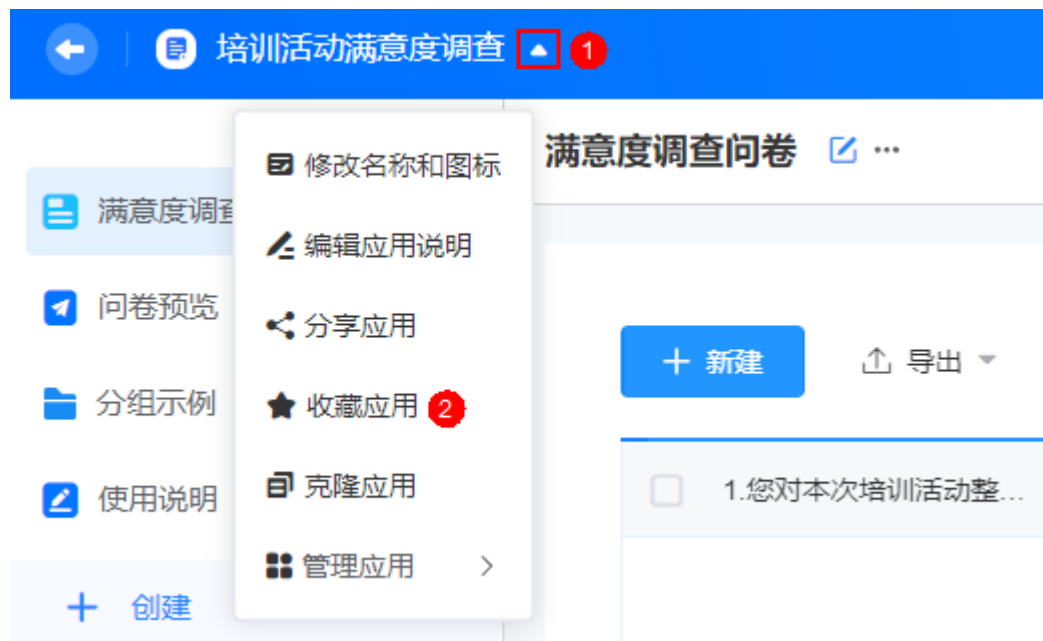 培训活动满意度调查 1
修改名称和图标
编辑应用说明
分享应用
收藏应用 2
克隆应用
管理应用
满意度调查
问卷预览
分组示例
使用说明
创建
满意度调查问卷
新建
导出
1.您对本次培训活动整...